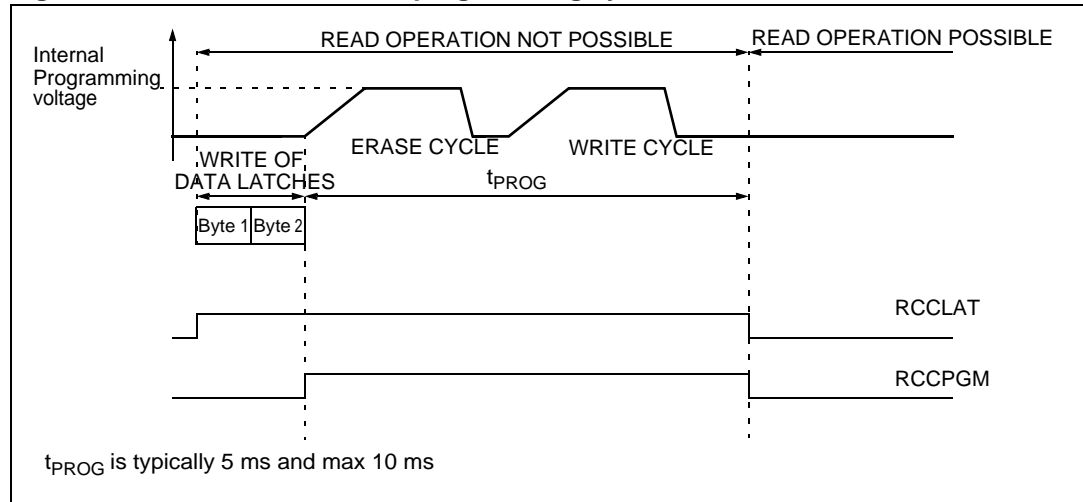 READ OPERATION NOT POSSIBLE
READ OPERATION POSSIBLE
Internal
Programming
voltage
ERASE CYCLE
WRITE CYCLE
WRITE OF
DATA LATCHES
tPROG
Byte 1
Byte 2
RCCLAT
RCCPGM
tPROG is typically 5 ms and max 10 ms